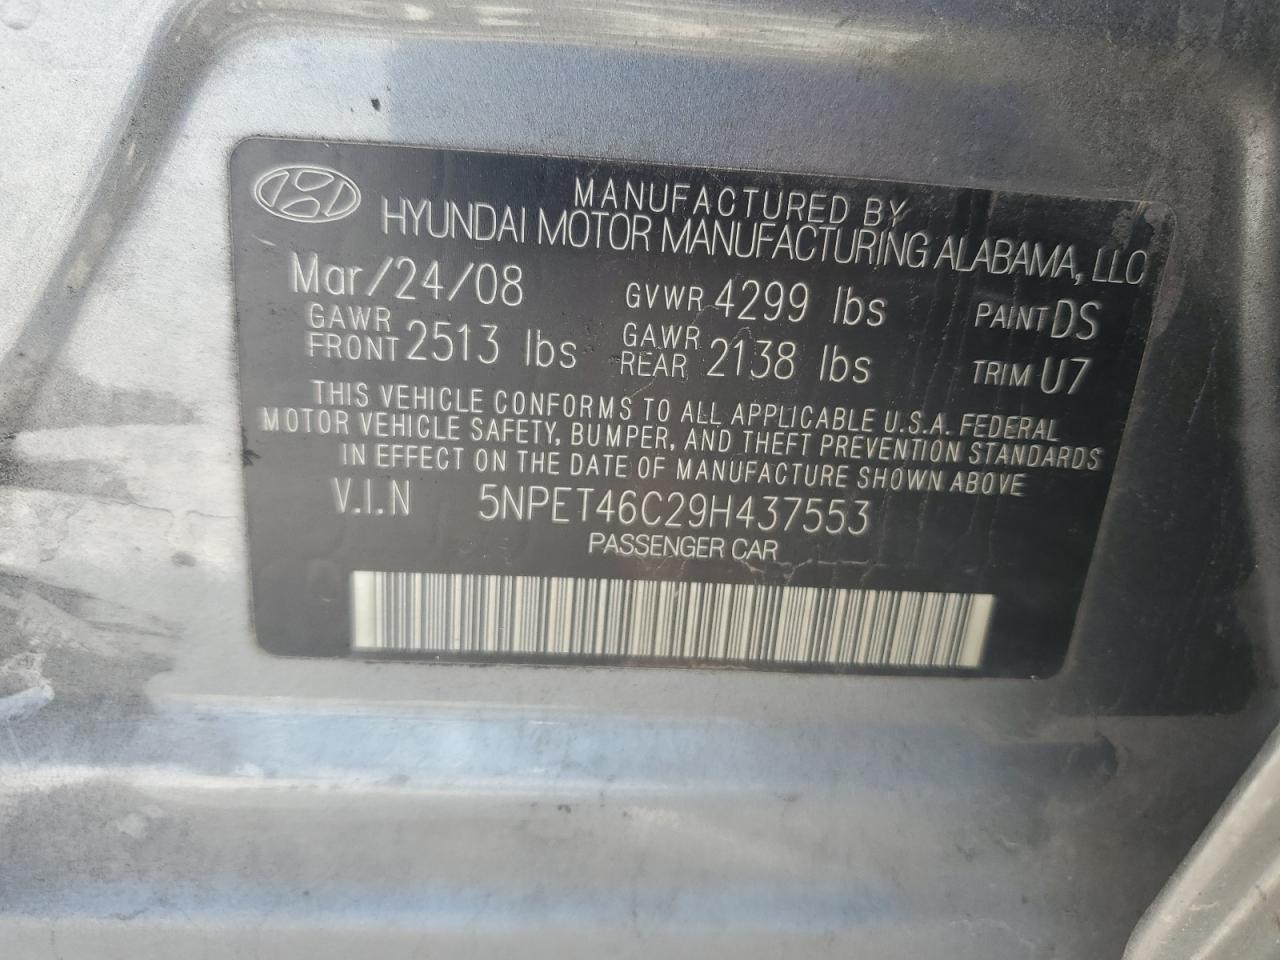 MANUFACTURED BY
HYUNDAI MOTOR MANUFACTURING ALABAMA, LLC
Mar/24/08 GVWR 4299 lbs PAINT DS
GAWR FRONT 2513 lbs GAWR REAR 2138 lbs TRIM U7
THIS VEHICLE CONFORMS TO ALL APPLICABLE U.S.A. FEDERAL
MOTOR VEHICLE SAFETY, BUMPER, AND THEFT PREVENTION STANDARDS
IN EFFECT ON THE DATE OF MANUFACTURE SHOWN ABOVE
V.I.N 5NPET46C29H437553
PASSENGER CAR